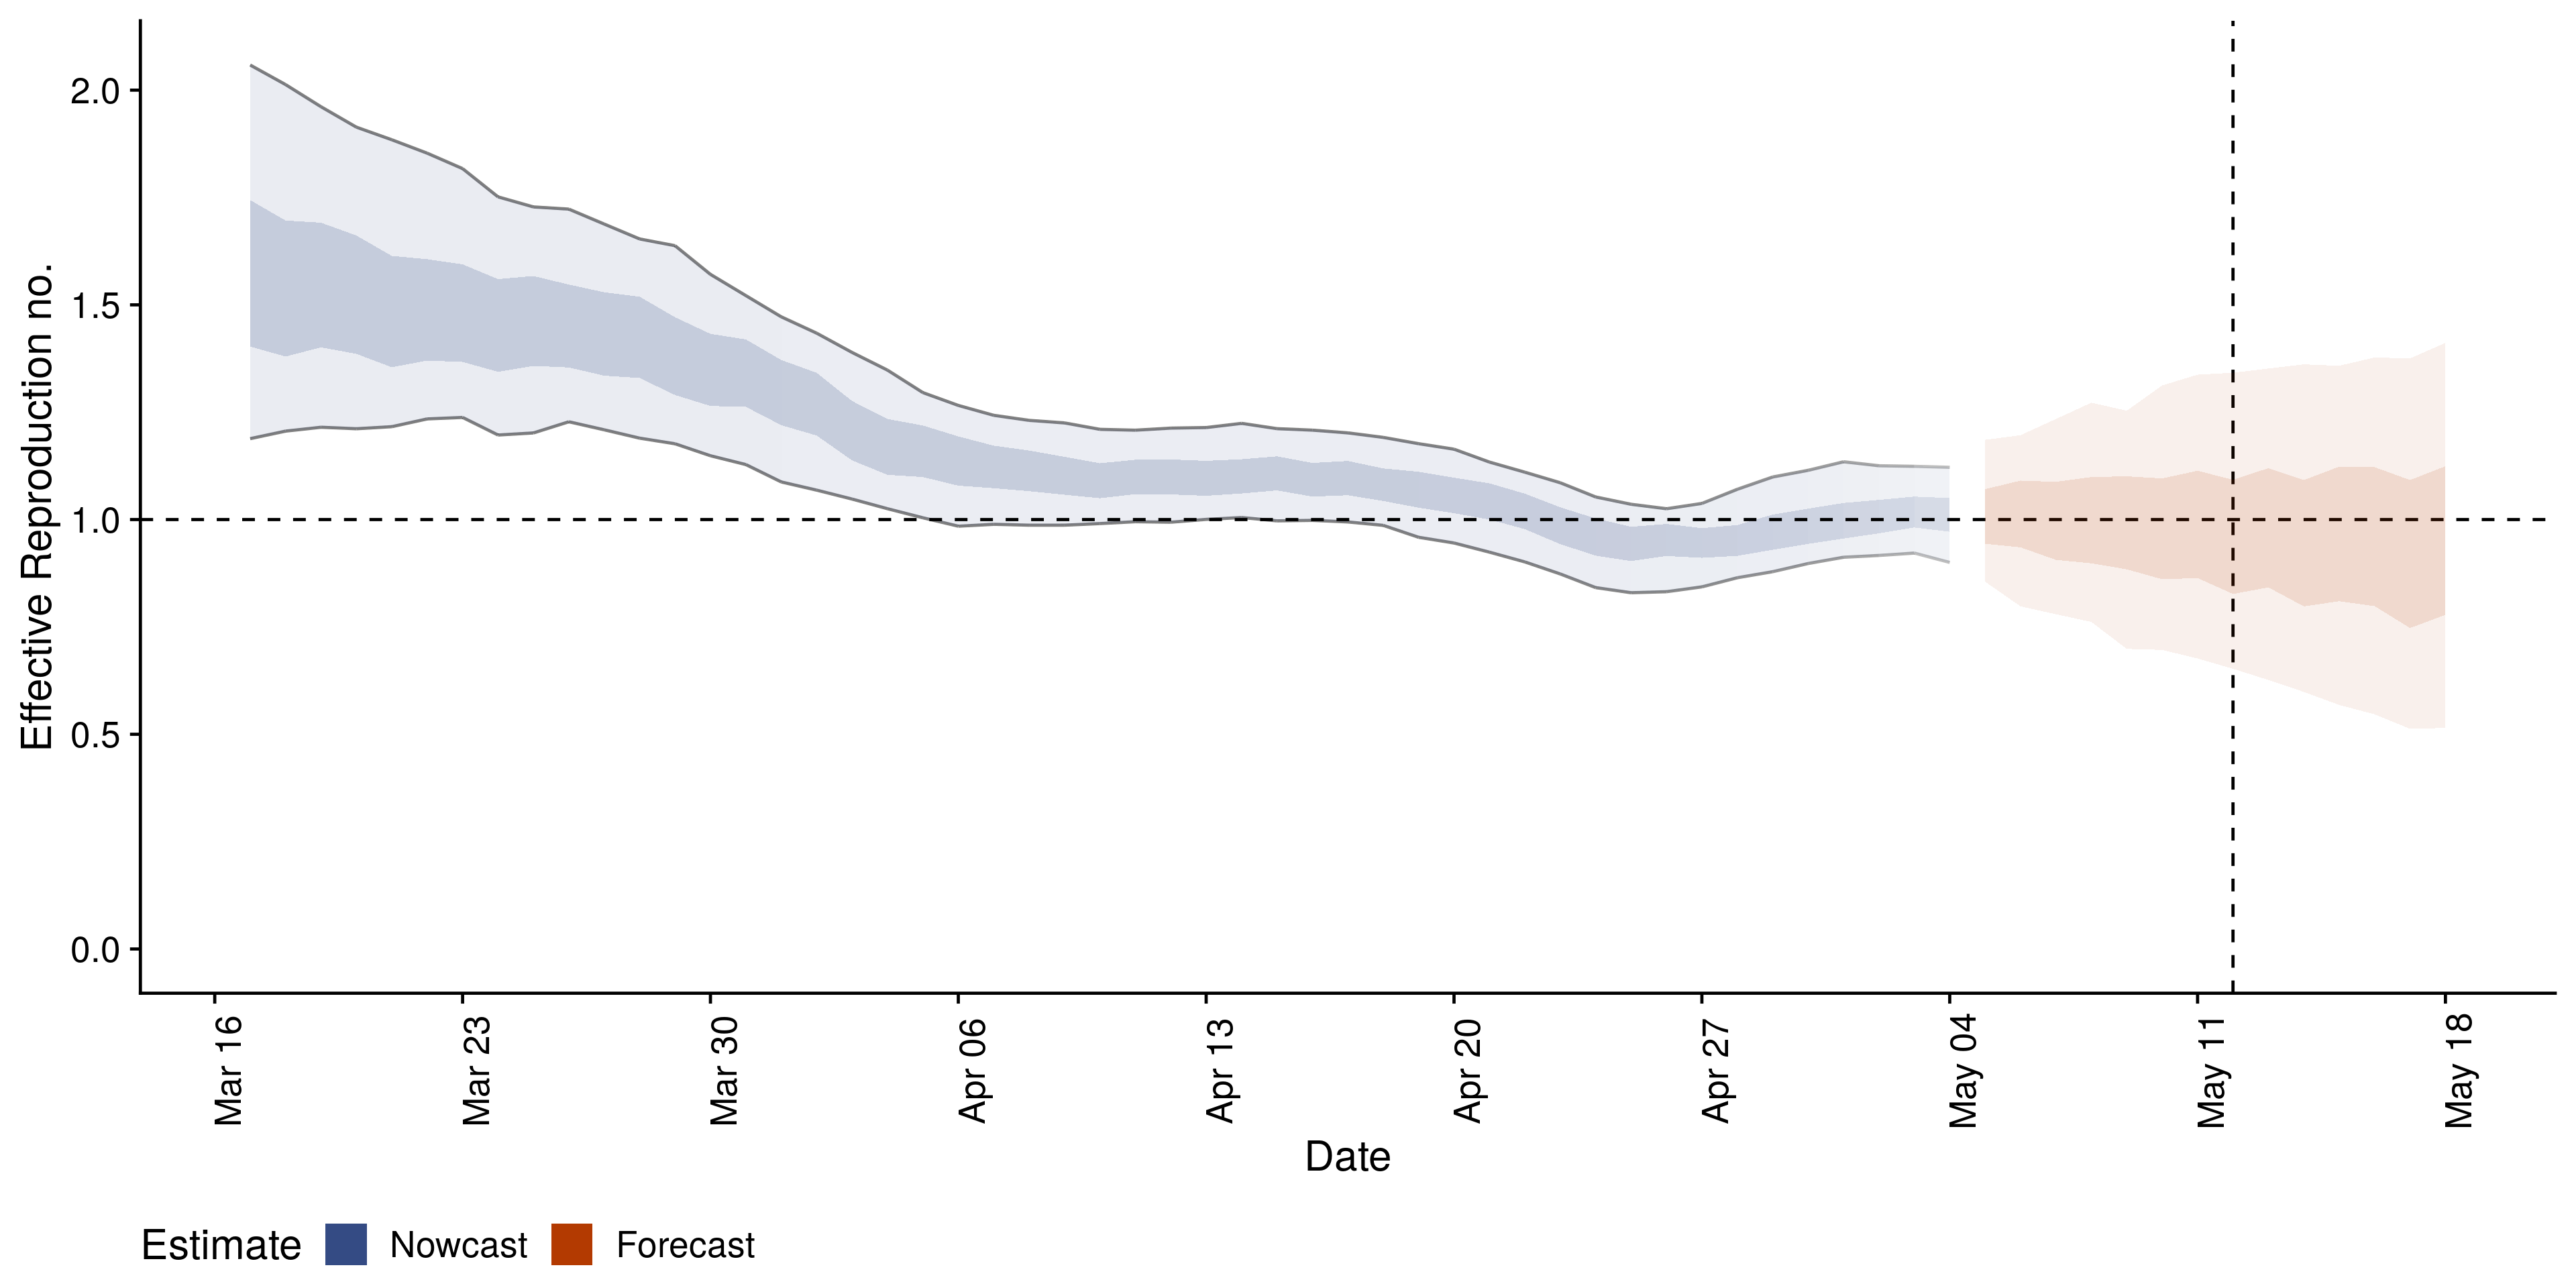 Effective Reproduction no.
2.0
1.5
1.0
0.5
0.0
Mar 16
Mar 23
Mar 30
Apr 06
Apr 13
Apr 20
Apr 27
May 04
May 11
May 18
Date
Estimate Nowcast Forecast